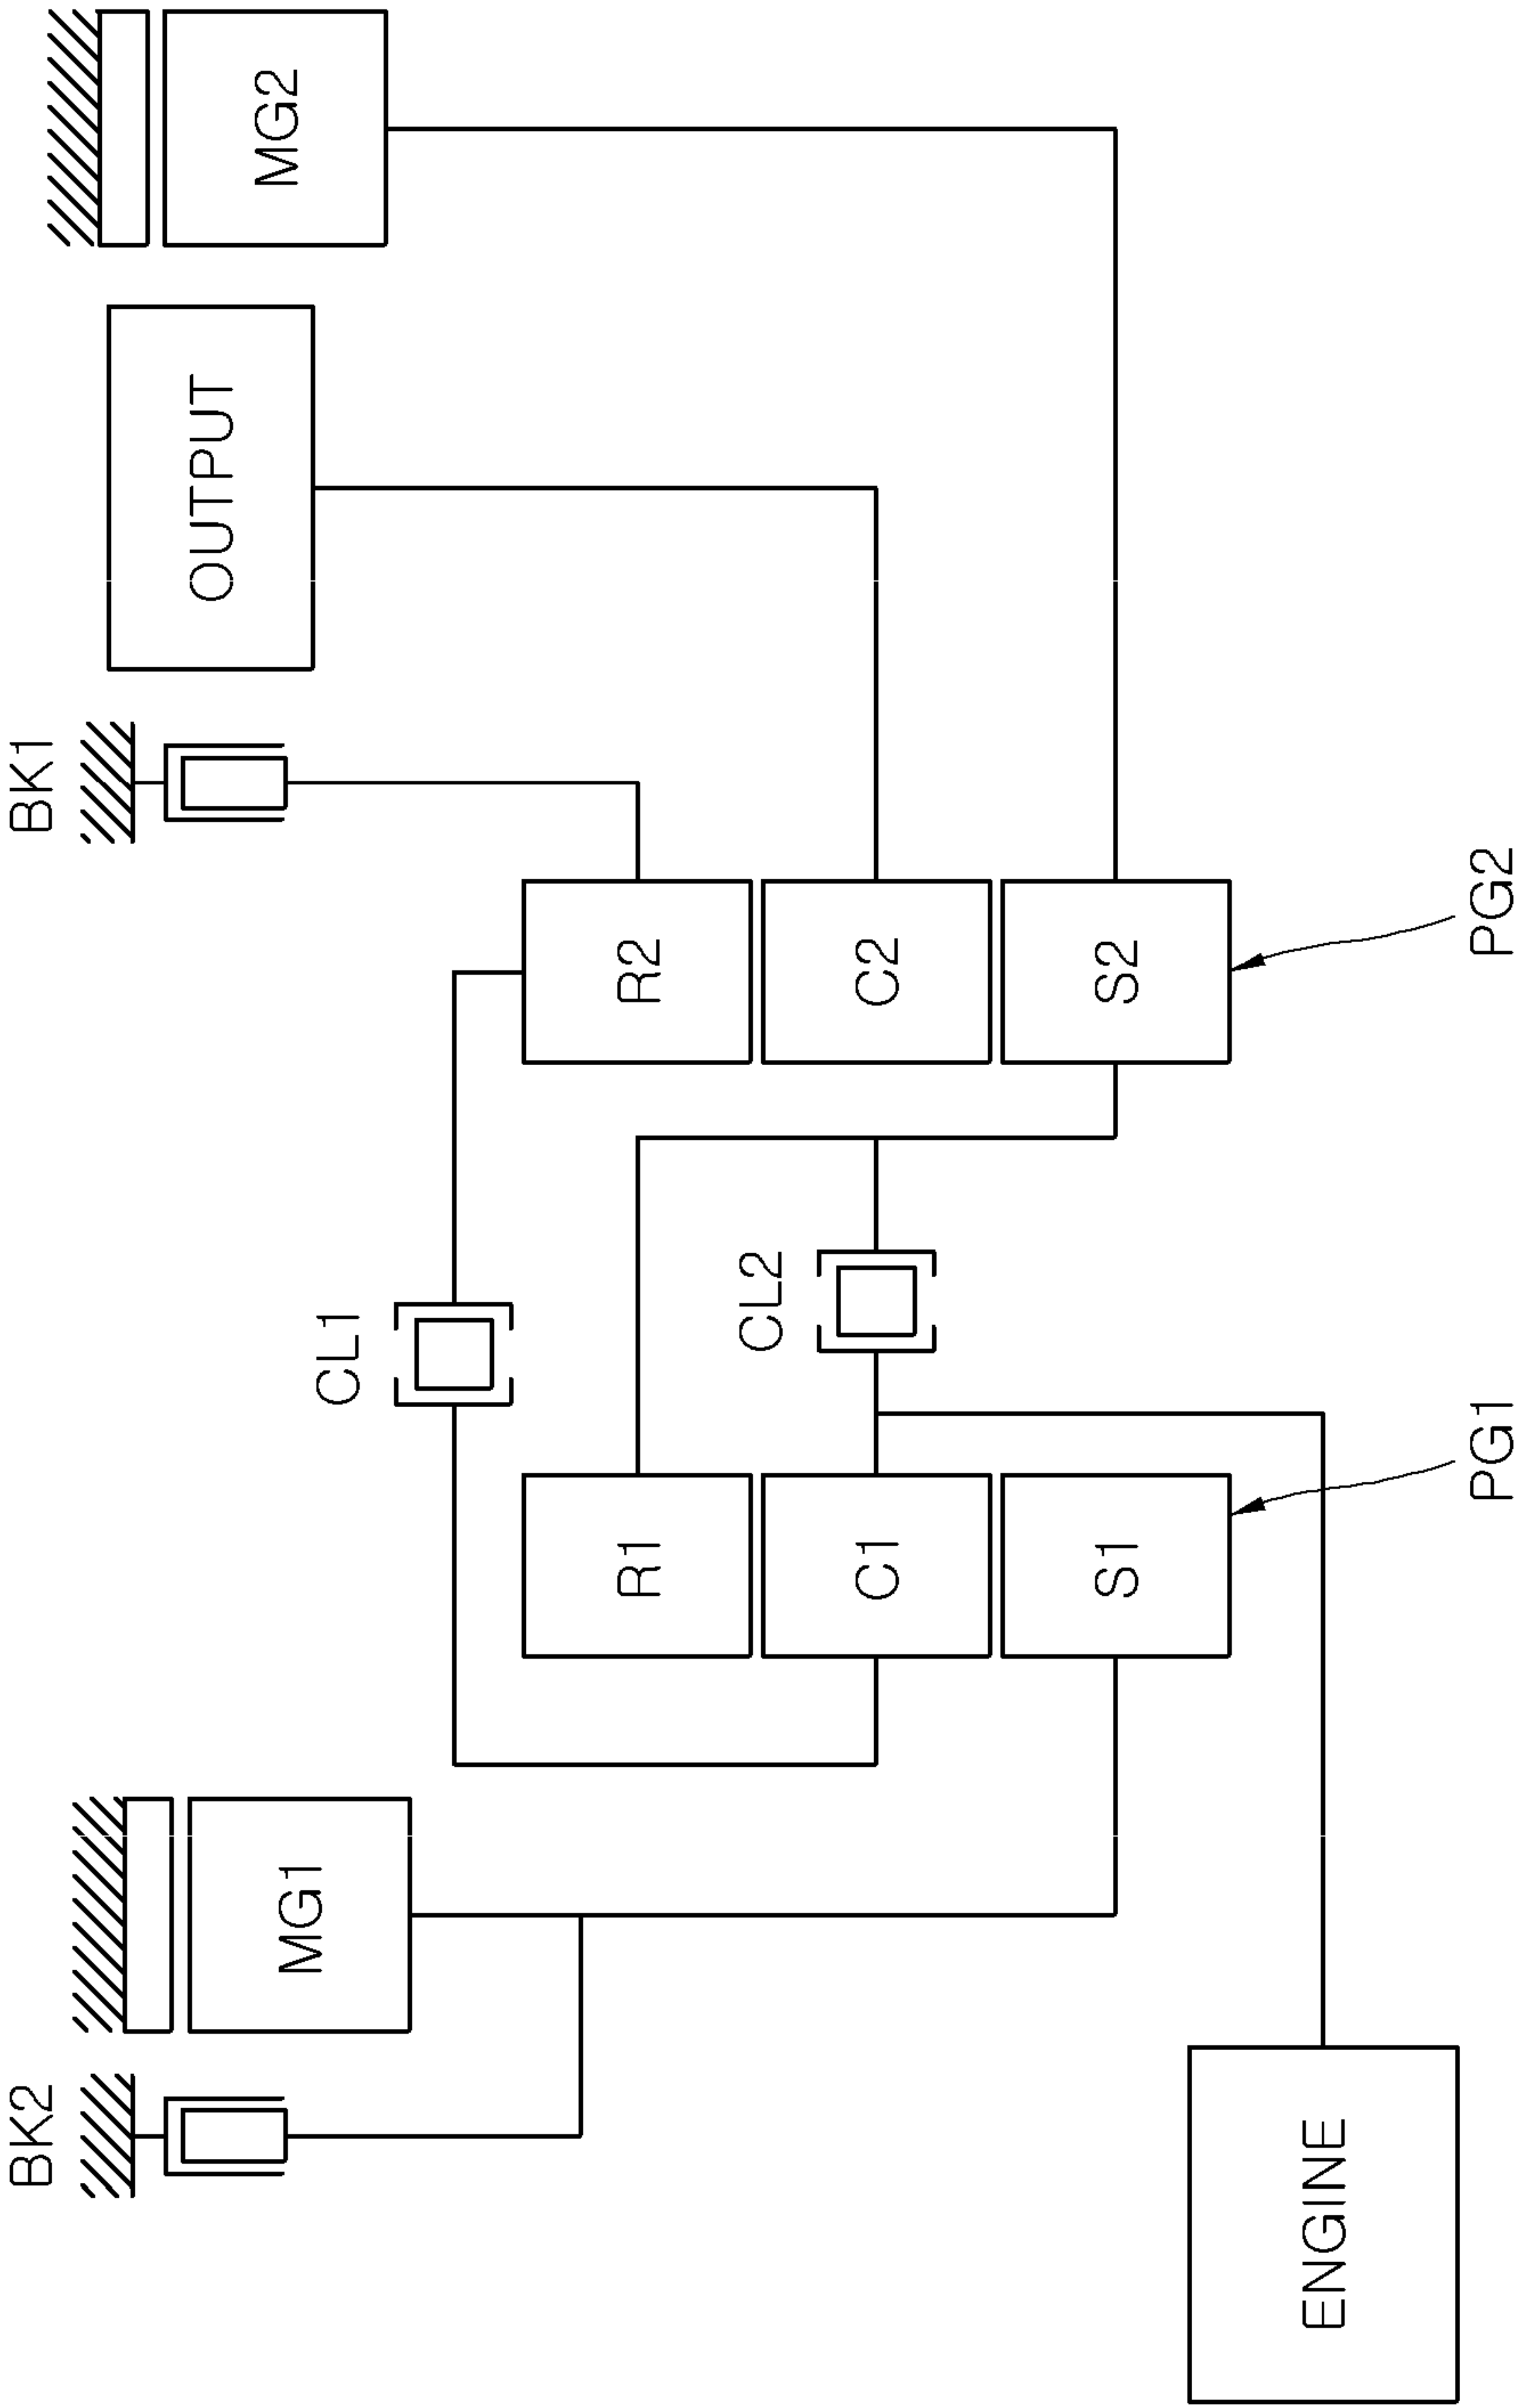 BK2
BK1
MG1
OUTPUT
MG2
CL1
R1
R2
CL2
C1
C2
S1
S2
ENGINE
PG1
PG2